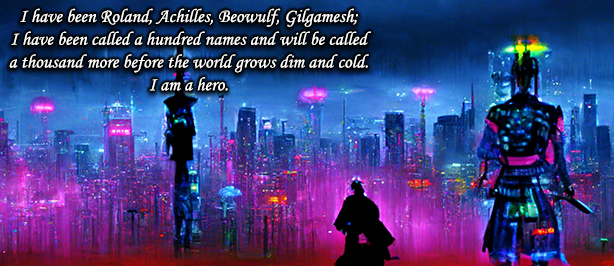 I have been Roland, Achilles, Beowulf, Gilgamesh;
I have been called a hundred names and will be called
a thousand more before the world grows dim and cold.
I am a hero.